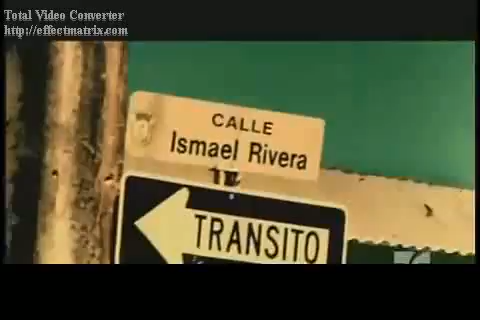 Total Video Converter
http://effectmatrix.com
CALLE
Ismael Rivera
TRANSITO